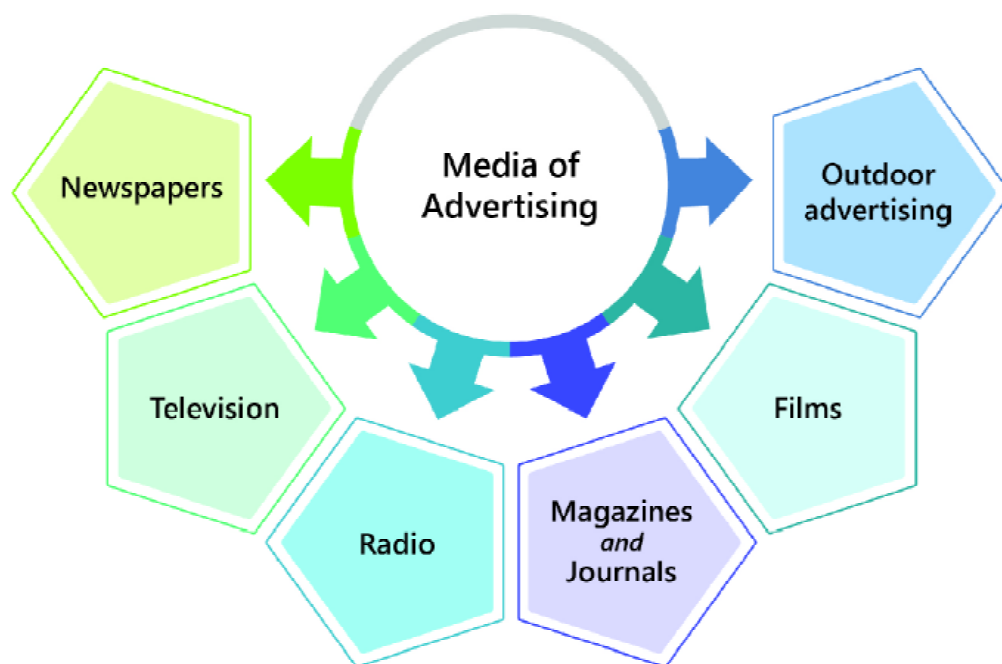 Media of
Advertising
Newspapers
Television
Radio
Magazines
and
Journals
Films
Outdoor
advertising